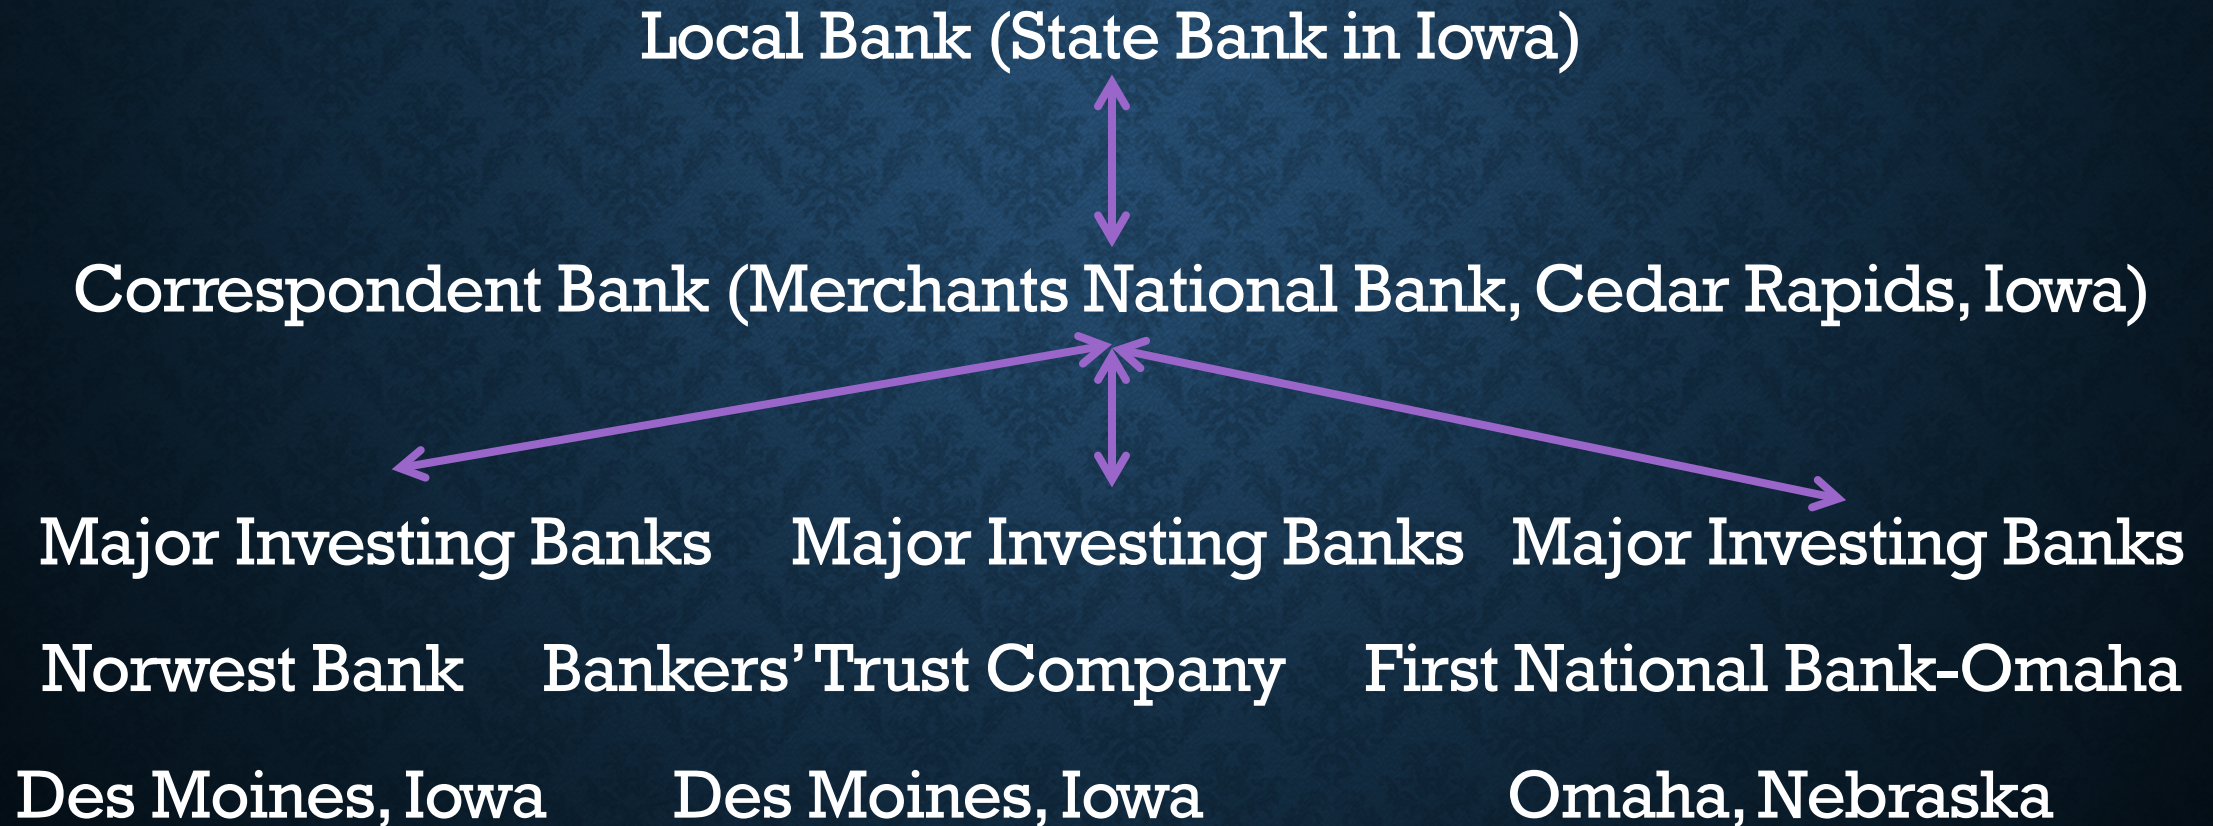 Local Bank (State Bank in Iowa)
Correspondent Bank (Merchants National Bank, Cedar Rapids, Iowa)
Major Investing Banks Major Investing Banks Major Investing Banks
Norwest Bank Bankers’ Trust Company First National Bank-Omaha
Des Moines, Iowa Des Moines, Iowa Omaha, Nebraska